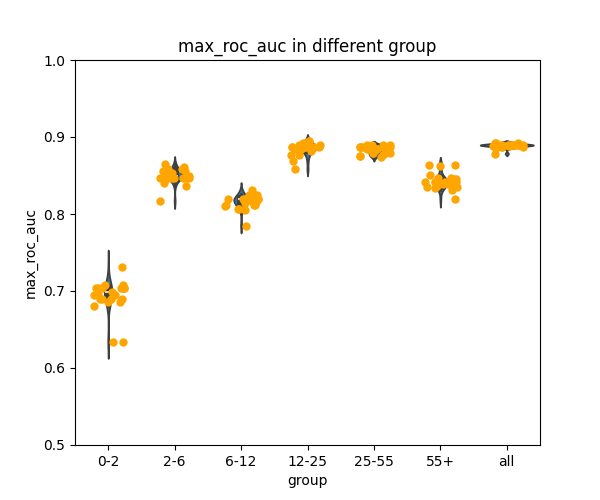 max_roc_auc in different group
1.0
0.9
0.8
0.7
0.6
0.5
max_roc_auc
0-2 2-6 6-12 12-25 25-55 55+ all
group